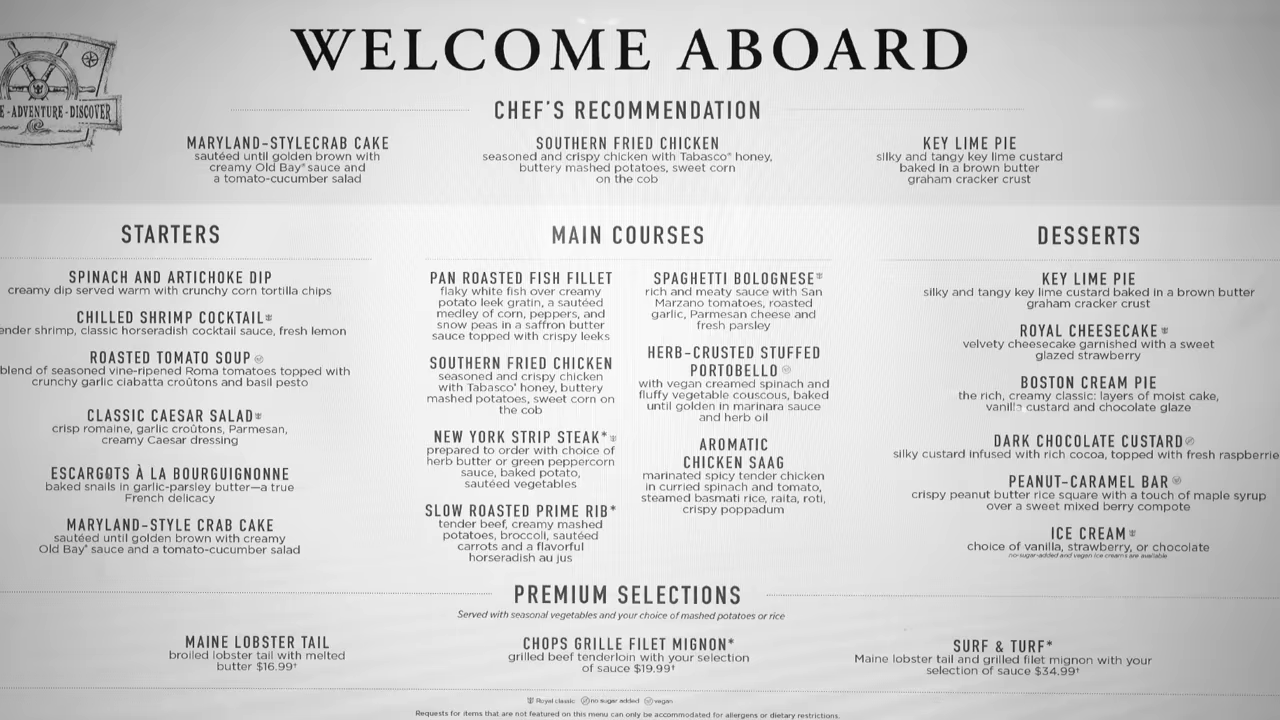 WELCOME ABOARD
E - ADVENTURE - DISCOVER
CHEF'S RECOMMENDATION
MARYLAND-STYLECRAB CAKE
sautéed until golden brown with
creamy Old Bay® sauce and
a tomato-cucumber salad
SOUTHERN FRIED CHICKEN
seasoned and crispy chicken with Tabasco® honey,
buttery mashed potatoes, sweet corn
on the cob
KEY LIME PIE
silky and tangy key lime custard
baked in a brown butter
graham cracker crust
STARTERS
SPINACH AND ARTICHOKE DIP
creamy dip served warm with crunchy corn tortilla chips
CHILLED SHRIMP COCKTAIL
ender shrimp, classic horseradish cocktail sauce, fresh lemon
ROASTED TOMATO SOUP
blend of seasoned vine-ripened Roma tomatoes topped with
crunchy garlic ciabatta croûtons and basil pesto
CLASSIC CAESAR SALAD
crisp romaine, garlic croûtons, Parmesan,
creamy Caesar dressing
ESCARGOTS À LA BOURGUIGNONNE
baked snails in garlic-parsley butter—a true
French delicacy
MARYLAND-STYLE CRAB CAKE
sautéed until golden brown with creamy
Old Bay® sauce and a tomato-cucumber salad
MAIN COURSES
PAN ROASTED FISH FILLET
flaky white fish over creamy
potato leek gratin, a sautéed
medley of corn, peppers, and
snow peas in a saffron butter
sauce topped with crispy leeks
SOUTHERN FRIED CHICKEN
seasoned and crispy chicken
with Tabasco® honey, buttery
mashed potatoes, sweet corn on
the cob
NEW YORK STRIP STEAK*
prepared to order with choice of
herb butter or green peppercorn
sauce, baked potato,
sautéed vegetables
SLOW ROASTED PRIME RIB*
tender beef, creamy mashed
potatoes, broccoli, sautéed
carrots and a flavorful
horseradish au jus
SPAGHETTI BOLOGNESE
rich and meaty sauce with San
Marzano tomatoes, roasted
garlic, Parmesan cheese and
fresh parsley
HERB-CRUSTED STUFFED
PORTOBELLO
with vegan creamed spinach and
fluffy vegetable couscous, baked
until golden in marinara sauce
and herb oil
AROMATIC
CHICKEN SAAG
marinated spicy tender chicken
in curried spinach and tomato,
steamed basmati rice, raita, roti,
crispy poppadum
DESSERTS
KEY LIME PIE
silky and tangy key lime custard baked in a brown butter
graham cracker crust
ROYAL CHEESECAKE
velvety cheesecake garnished with a sweet
glazed strawberry
BOSTON CREAM PIE
the rich, creamy classic: layers of moist cake,
vanilla custard and chocolate glaze
DARK CHOCOLATE CUSTARD
silky custard infused with rich cocoa, topped with fresh raspberrie
PEANUT-CARAMEL BAR
crispy peanut butter rice square with a touch of maple syrup
over a sweet mixed berry compote
ICE CREAM
choice of vanilla, strawberry, or chocolate
no-sugar-added and vegan ice creams are available
PREMIUM SELECTIONS
Served with seasonal vegetables and your choice of mashed potatoes or rice
MAINE LOBSTER TAIL
broiled lobster tail with melted
butter $16.99†
CHOPS GRILLE FILET MIGNON*
grilled beef tenderloin with your selection
of sauce $19.99†
SURF & TURF*
Maine lobster tail and grilled filet mignon with your
selection of sauce $34.99†
Royal classic no sugar added vegan
Requests for items that are not featured on this menu can only be accommodated for allergens or dietary restrictions.